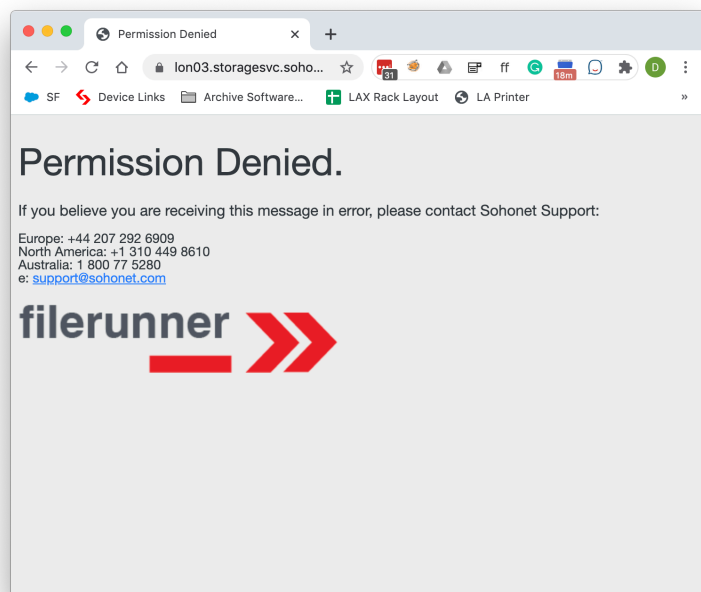 Permission Denied
lon03.storagesvc.soho...
31
ff
18m
D
SF
Device Links
Archive Software...
LAX Rack Layout
LA Printer
»
Permission Denied.
If you believe you are receiving this message in error, please contact Sohonet Support:
Europe: +44 207 292 6909
North America: +1 310 449 8610
Australia: 1 800 77 5280
e: support@sohonet.com
filerunner